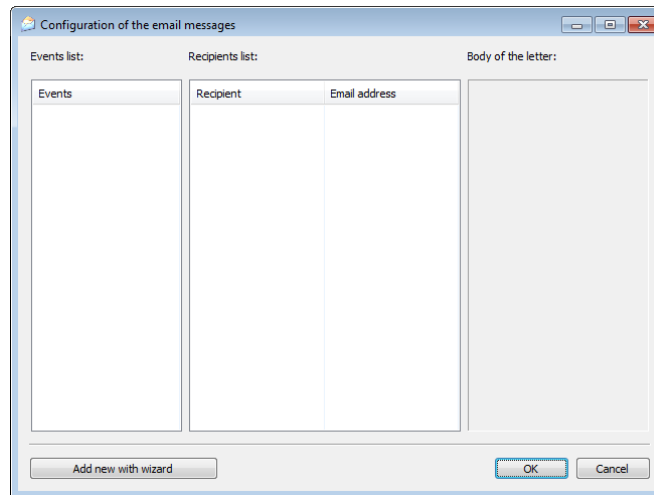 Configuration of the email messages
Events list: Recipients list: Body of the letter:
Events Recipient Email address
Add new with wizard OK Cancel